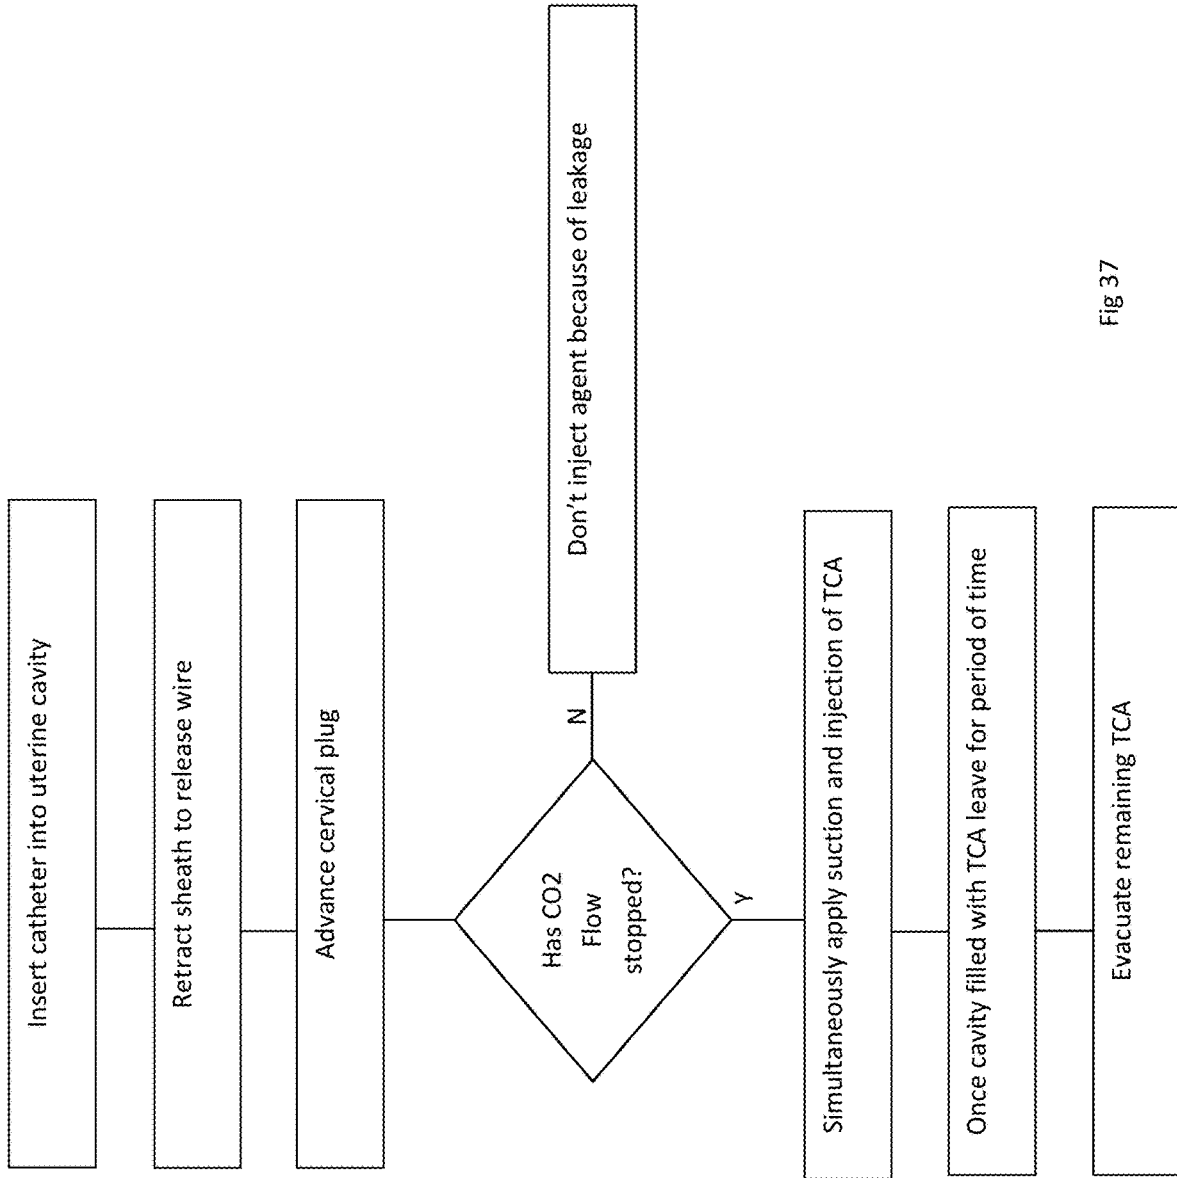 Insert catheter into uterine cavity
Retract sheath to release wire
Advance cervical plug
Has CO2
Flow
stopped?
N
Don't inject agent because of leakage
Y
Simultaneously apply suction and injection of TCA
Once cavity filled with TCA leave for period of time
Evacuate remaining TCA
Fig 37